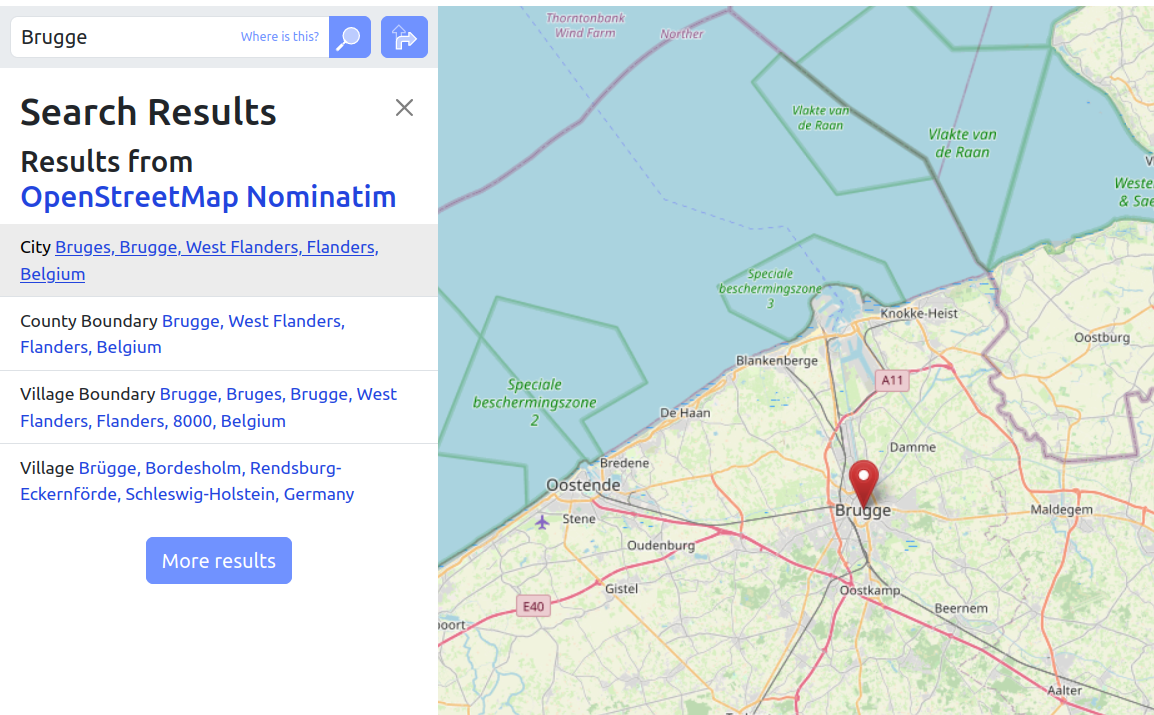 Brugge
Where is this?
Search Results
Results from
OpenStreetMap Nominatim
City Bruges, Brugge, West Flanders, Flanders,
Belgium
County Boundary Brugge, West Flanders,
Flanders, Belgium
Village Boundary Brugge, Bruges, Brugge, West
Flanders, Flanders, 8000, Belgium
Village Brügge, Bordesholm, Rendsburg-
Eckernförde, Schleswig-Holstein, Germany
More results
Thorntonbank
Wind Farm
Norther
Vlakte van
de Raan
Vlakte van
de Raan
Speciale
beschermingszone
3
Knokke-Heist
Oostburg
Blankenberge
A11
Speciale
beschermingszone
2
De Haan
Damme
Bredene
Oostende
Brugge
Maldegem
Stene
Oudenburg
Gistel
Oostkamp
E40
Beernem
Aalter